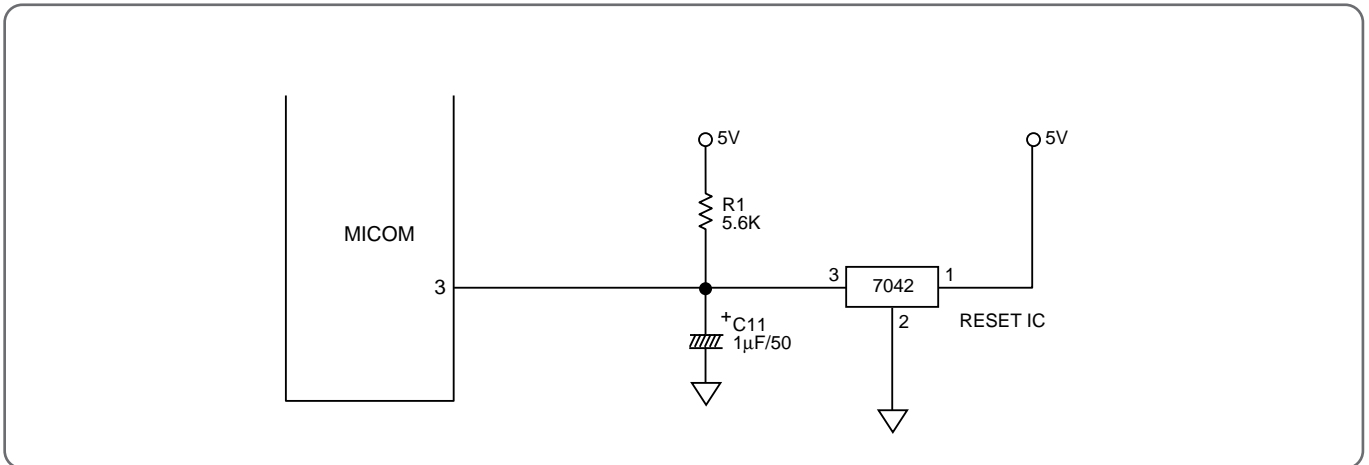 5V
5V
R1
5.6K
MICOM
3
3
7042
1
2
RESET IC
+
C11
1μF/50